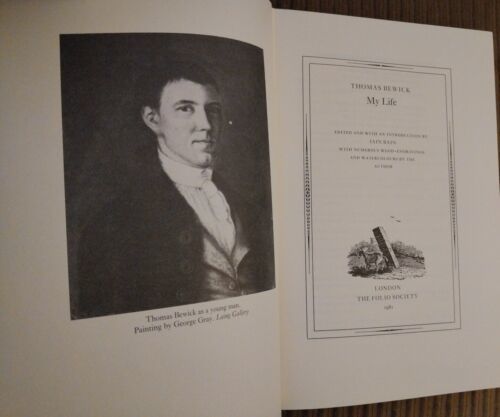 Thomas Bewick as a young man.
Painting by George Gray. Laing Gallery
THOMAS BEWICK
My Life
EDITED AND WITH AN INTRODUCTION BY
IAIN BAIN
WITH NUMEROUS WOOD-ENGRAVINGS
AND WATERCOLOURS BY THE
AUTHOR
LONDON
THE FOLIO SOCIETY
1981